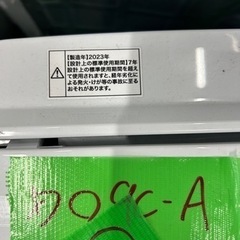 【製造年】2023年
【設計上の標準使用期間】7年
設計上の標準使用期間を超え
て使用されますと、経年劣化に
よる発火・けが等の事故に至る
おそれがあります。
DO9C-A